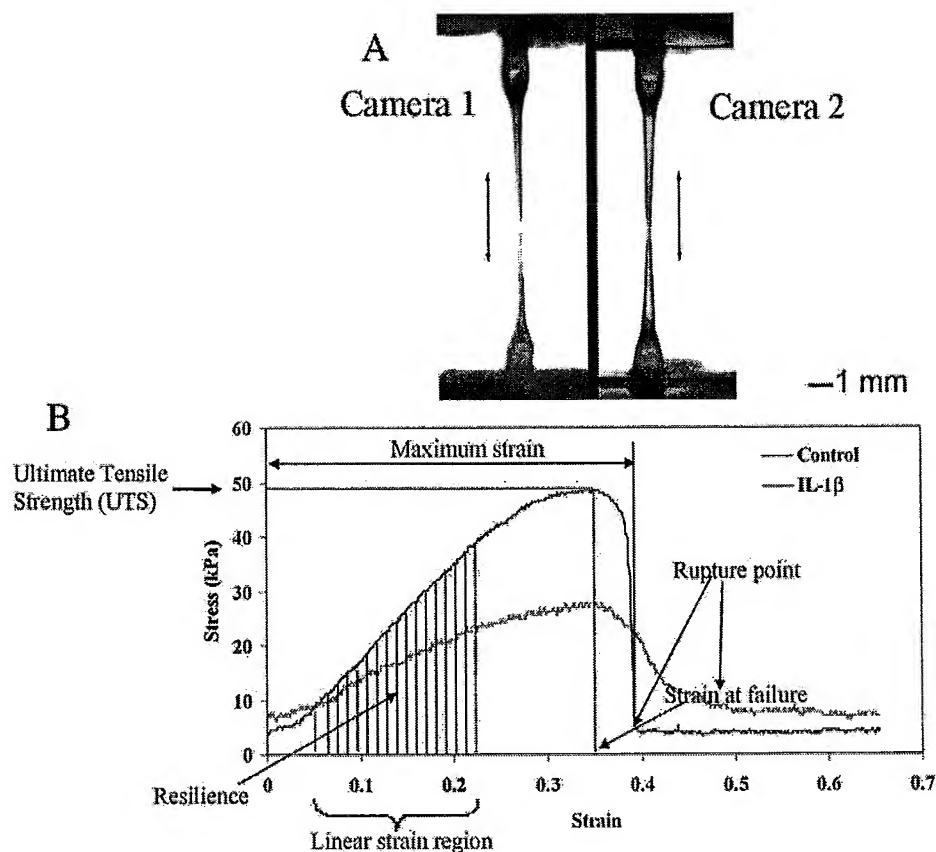 A
Camera 1
Camera 2
1 mm
B
Ultimate Tensile
Strength (UTS)
60
50
40
30
20
10
0
Stress (kPa)
Maximum strain
Control
IL-1β
Rupture point
Strain at failure
Resilience
0
0.1
0.2
0.3
0.4
0.5
0.6
0.7
Strain
Linear strain region